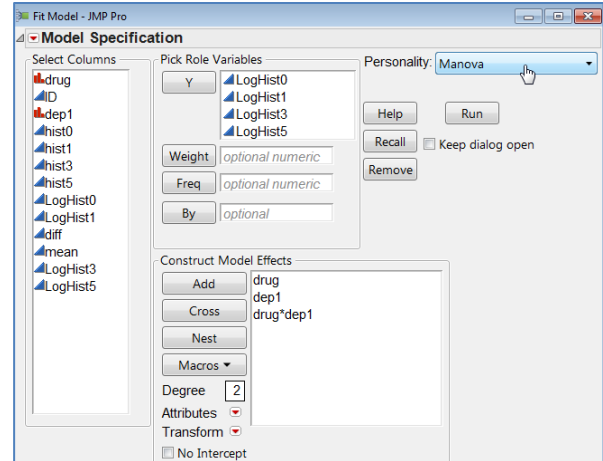 Fit Model - JMP Pro
Model Specification
Select Columns
drug
ID
dep1
hist0
hist1
hist3
hist5
LogHist0
LogHist1
diff
mean
LogHist3
LogHist5
Pick Role Variables
Y
LogHist0
LogHist1
LogHist3
LogHist5
Weight optional numeric
Freq optional numeric
By optional
Personality: Manova
Help Run
Recall Keep dialog open
Remove
Construct Model Effects
Add
Cross
Nest
Macros
drug
dep1
drug*dep1
Degree 2
Attributes
Transform
No Intercept